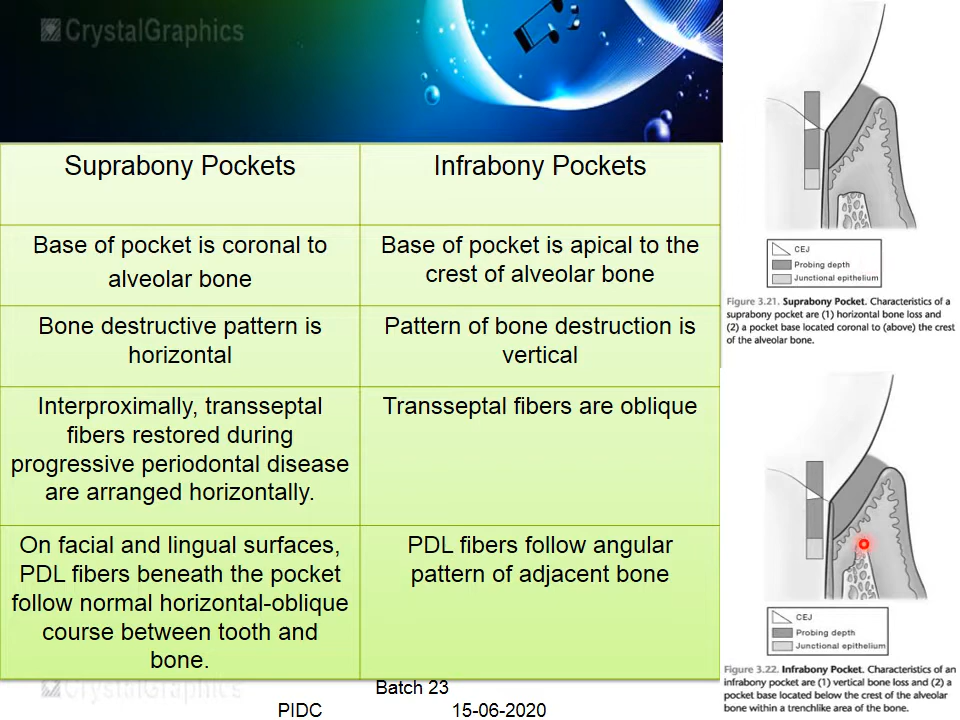 CrystalGraphics
Suprabony Pockets
Infrabony Pockets
Base of pocket is coronal to
alveolar bone
Base of pocket is apical to the
crest of alveolar bone
Bone destructive pattern is
horizontal
Pattern of bone destruction is
vertical
Interproximally, transseptal
fibers restored during
progressive periodontal disease
are arranged horizontally.
Transseptal fibers are oblique
On facial and lingual surfaces,
PDL fibers beneath the pocket
follow normal horizontal-oblique
course between tooth and
bone.
PDL fibers follow angular
pattern of adjacent bone
CrystalGraphics
Batch 23
PIDC 15-06-2020
CEJ
Probing depth
Junctional epithelium
Figure 3.21. Suprabony Pocket. Characteristics of a
suprabony pocket are (1) horizontal bone loss and
(2) a pocket base located coronal to (above) the crest
of the alveolar bone.
CEJ
Probing depth
Junctional epithelium
Figure 3.22. Infrabony Pocket. Characteristics of an
infrabony pocket are (1) vertical bone loss and (2) a
pocket base located below the crest of the alveolar
bone within a trenchlike area of the bone.